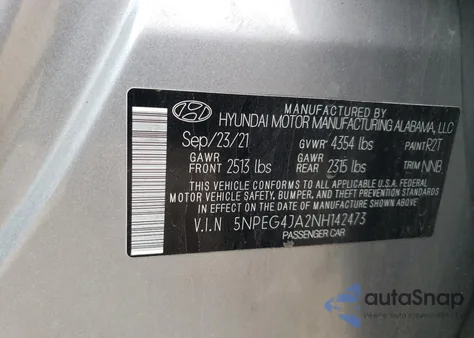 MANUFACTURED BY
HYUNDAI MOTOR MANUFACTURING ALABAMA, LLC
Sep/23/21 GVWR 4354 lbs PAINT R2T
GAWR FRONT 2513 lbs GAWR REAR 2315 lbs TRIM NNB
THIS VEHICLE CONFORMS TO ALL APPLICABLE FEDERAL
MOTOR VEHICLE SAFETY, BUMPER, AND THEFT PREVENTION STANDARDS
IN EFFECT ON THE DATE OF MANUFACTURE SHOWN ABOVE
V.I.N 5NPEG4JA2NH142473
PASSENGER CAR
autoSnap